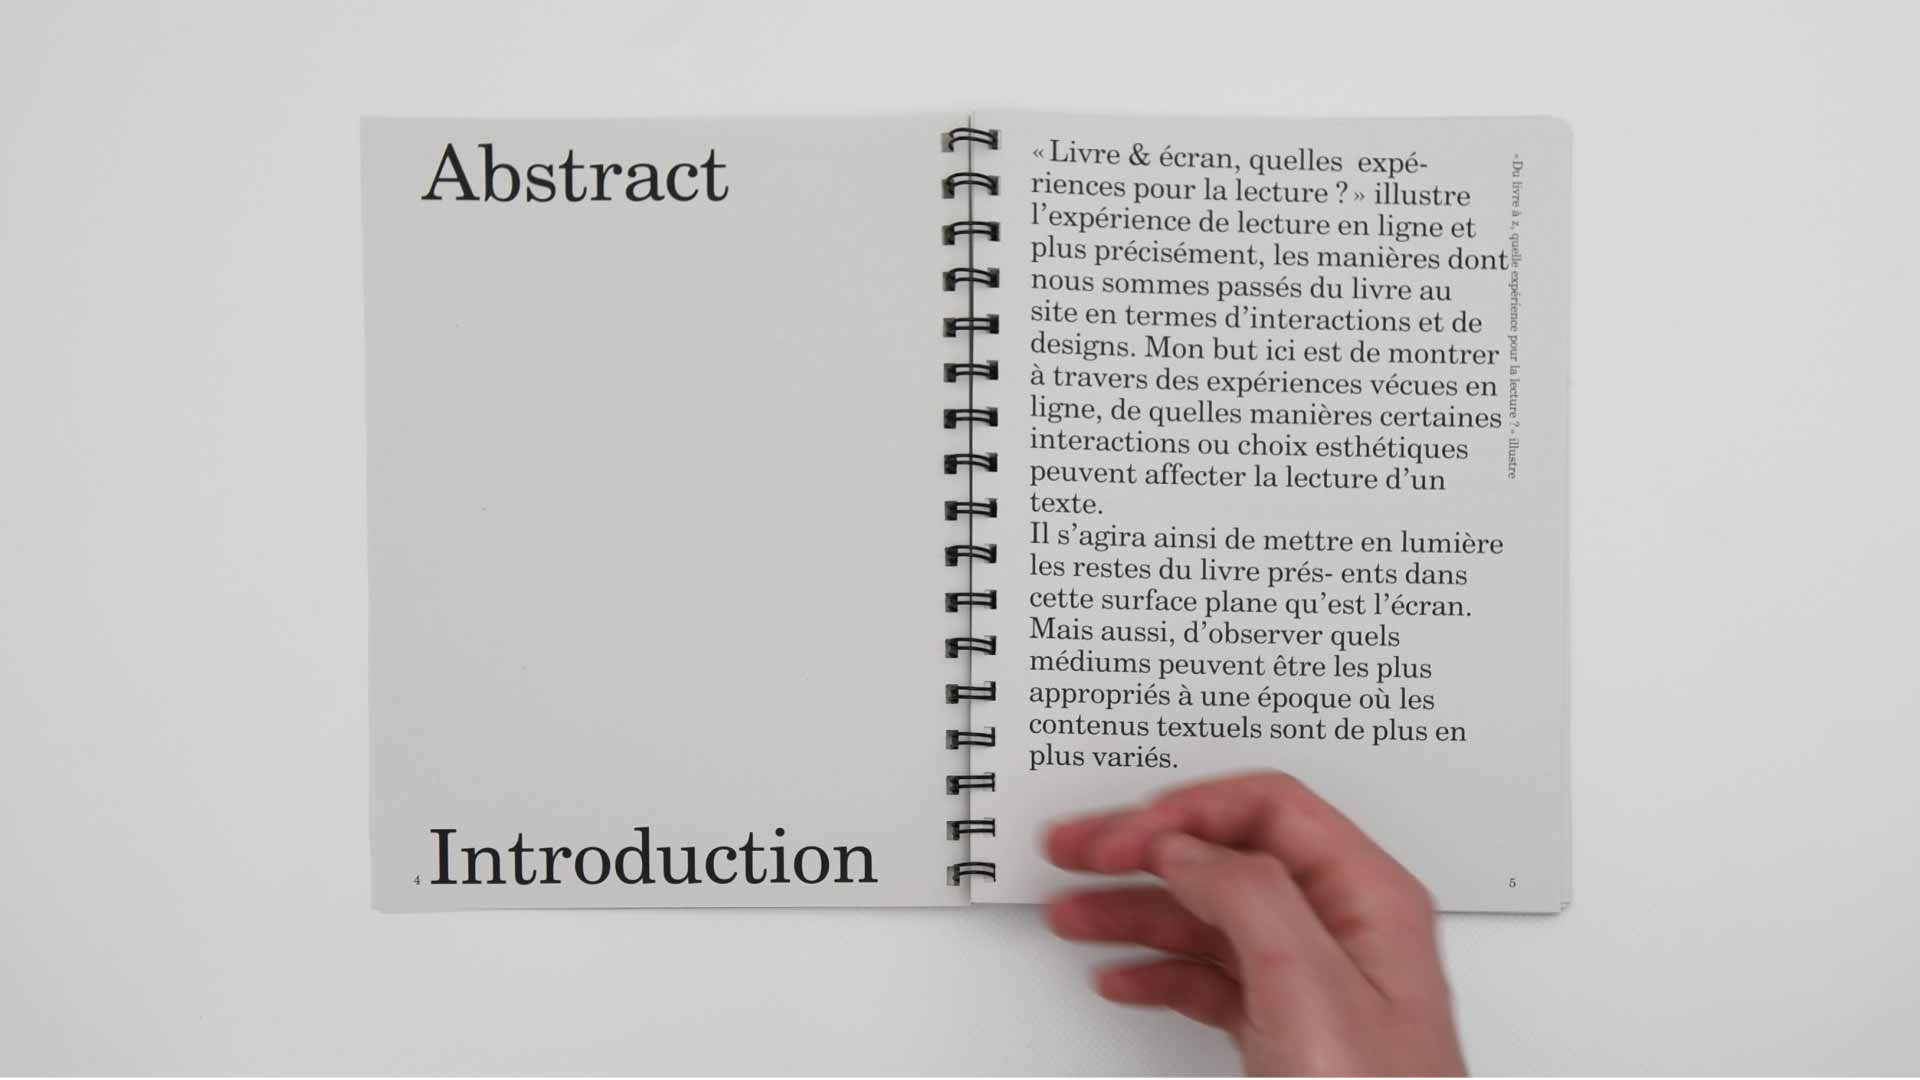 Abstract
Introduction
4
« Livre & écran, quelles expé-
riences pour la lecture ? » illustre
l’expérience de lecture en ligne et
plus précisément, les manières dont
nous sommes passés du livre au
site en termes d’interactions et de
designs. Mon but ici est de montrer
à travers des expériences vécues en
ligne, de quelles manières certaines
interactions ou choix esthétiques
peuvent affecter la lecture d’un
texte.
Il s’agira ainsi de mettre en lumière
les restes du livre prés- ents dans
cette surface plane qu’est l’écran.
Mais aussi, d’observer quels
médiums peuvent être les plus
appropriés à une époque où les
contenus textuels sont de plus en
plus variés.
« Du livre à z, quelle expérience pour la lecture ? » illustre
5